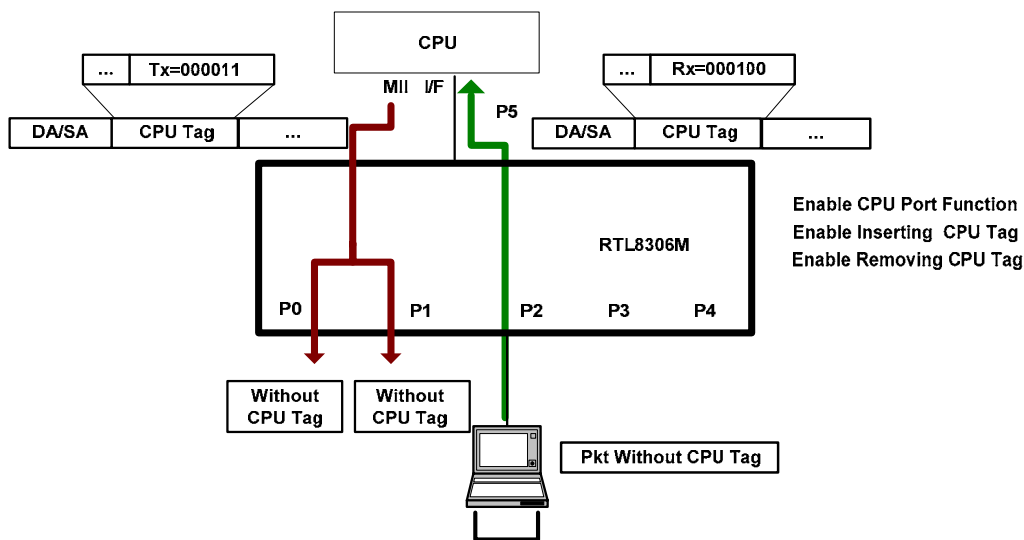 CPU
... Tx=000011
... Rx=000100
MII I/F
P5
DA/SA CPU Tag ...
DA/SA CPU Tag ...
Enable CPU Port Function
Enable Inserting CPU Tag
Enable Removing CPU Tag
RTL8306M
P0 P1 P2 P3 P4
Without
CPU Tag
Without
CPU Tag
Pkt Without CPU Tag